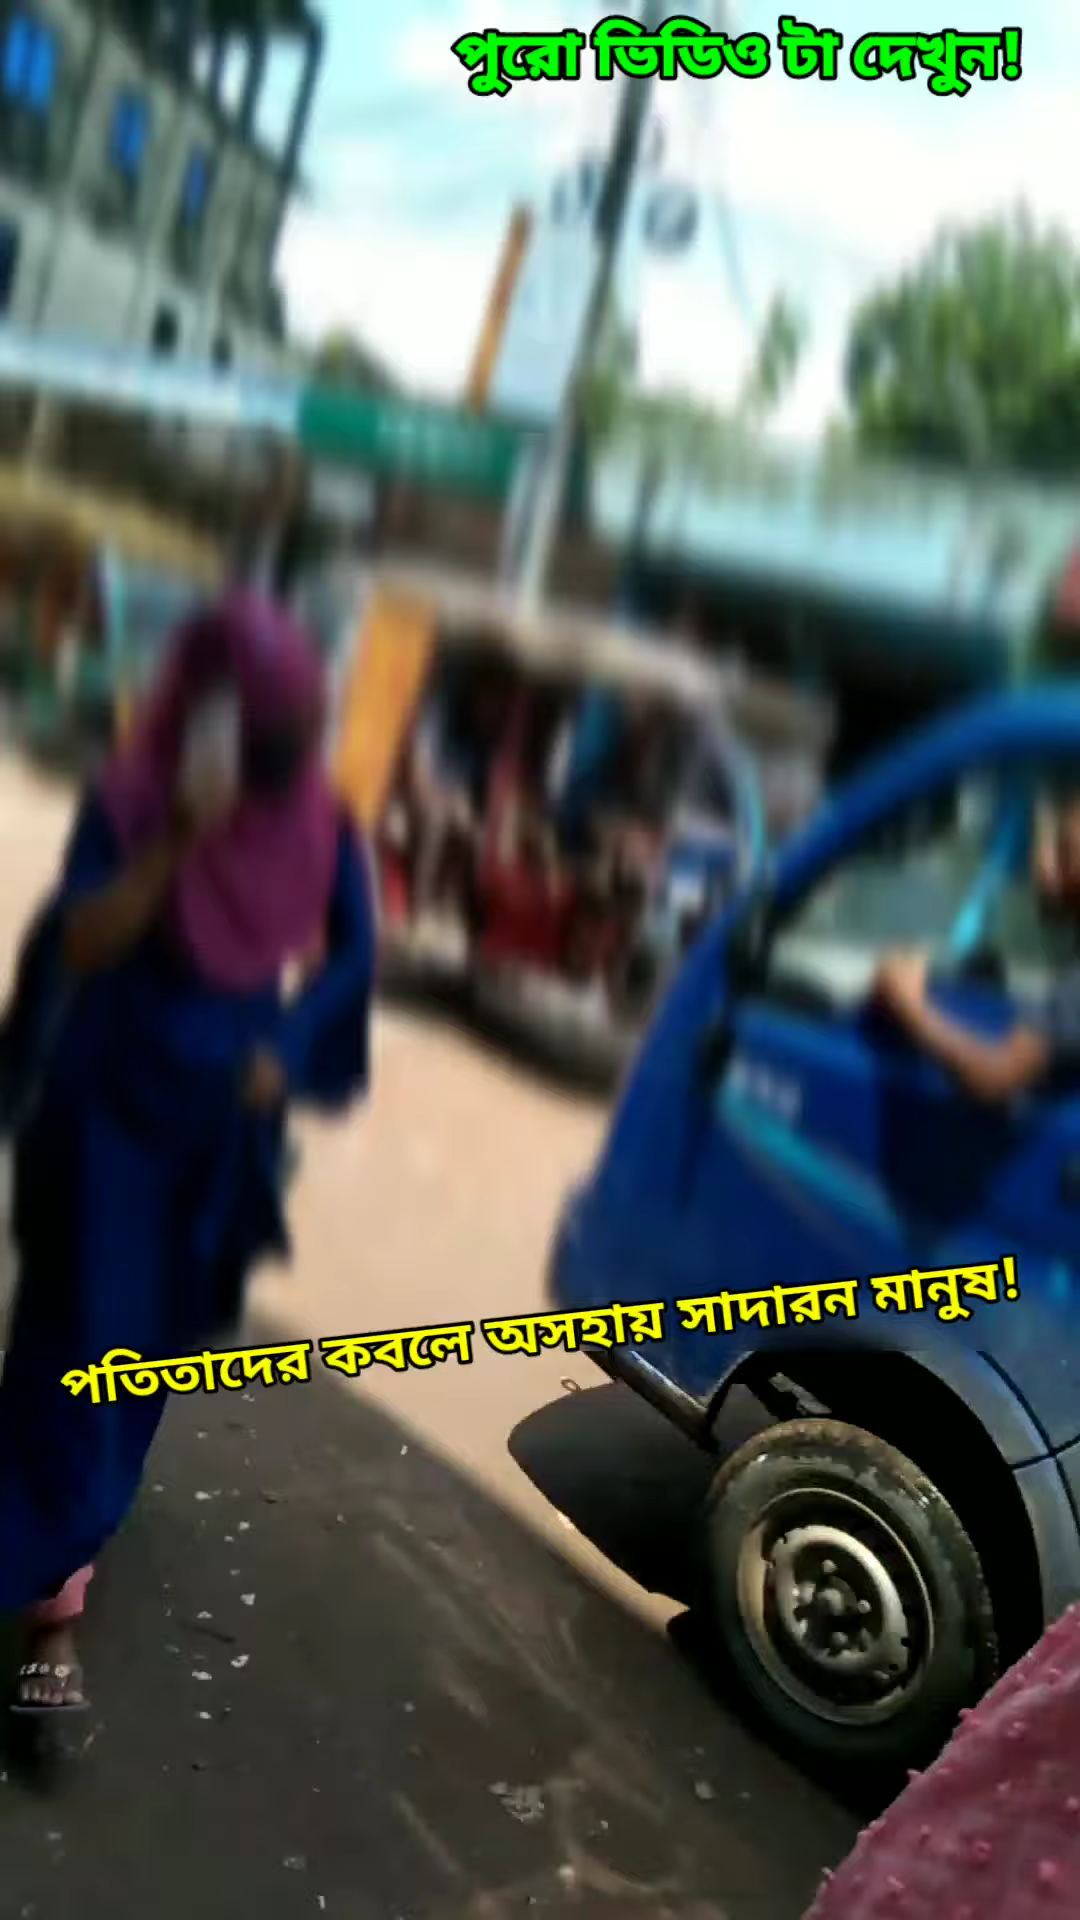 পুরো ভিডিও টা দেখুন!
পতিতাদের কবলে অসহায় সাদারন মানুষ!